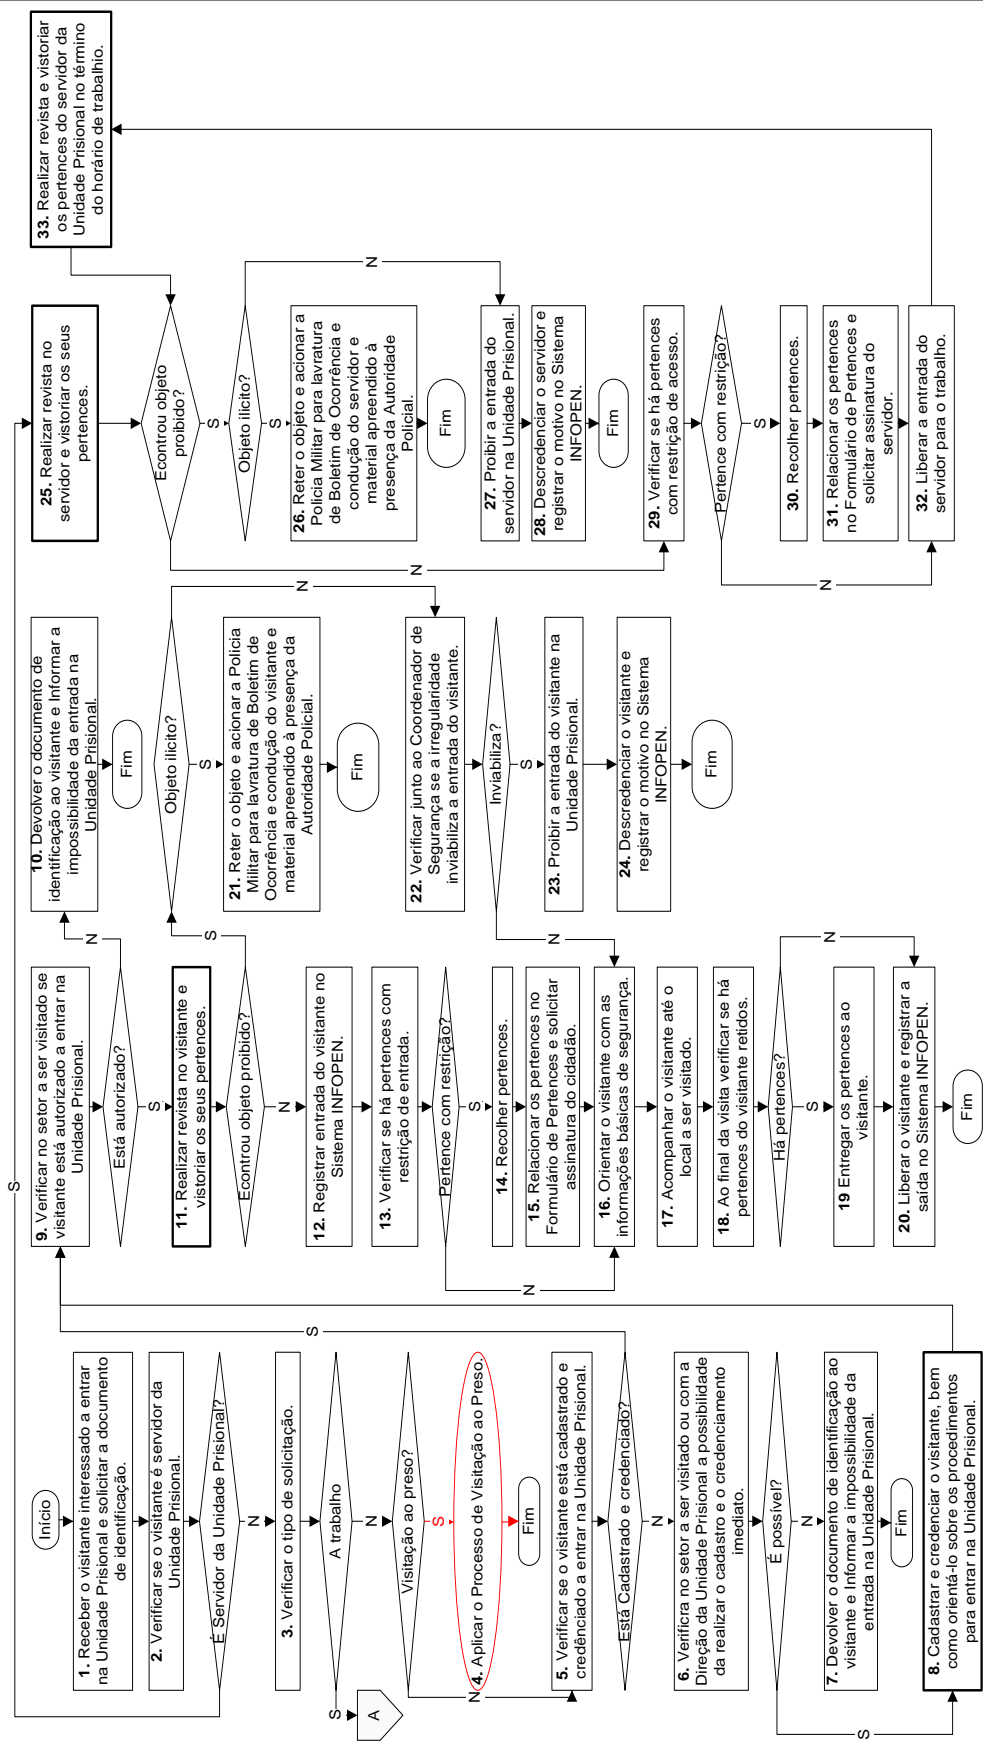 Início
1. Receber o visitante interessado a entrar
na Unidade Prisional e solicitar a documento
de identificação.
2. Verificar se o visitante é servidor da
Unidade Prisional.
É Servidor da Unidade Prisional?
S
N
3. Verificar o tipo de solicitação.
A trabalho
S
A
N
Visitação ao preso?
S
N
4. Aplicar o Processo de Visitação ao Preso.
Fim
5. Verificar se o visitante está cadastrado e
credênciado a entrar na Unidade Prisional.
Está Cadastrado e credenciado?
S
N
6. Verificra no setor a ser visitado ou com a
Direção da Unidade Prisional a possibilidade
da realizar o cadastro e o credenciamento
imediato.
É possível?
S
N
7. Devolver o documento de identificação ao
visitante e Informar a impossibilidade da
entrada na Unidade Prisional.
Fim
8. Cadastrar e credenciar o visitante, bem
como orientá-lo sobre os procedimentos
para entrar na Unidade Prisional.
9. Verificar no setor a ser visitado se
visitante está autorizado a entrar na
Unidade Prisional.
Está autorizado?
N
S
10. Devolver o documento de
identificação ao visitante e Informar a
impossibilidade da entrada na
Unidade Prisional.
Fim
11. Realizar revista no visitante e
vistoriar os seus pertences.
Econtrou objeto proibido?
S
N
12. Registrar entrada do visitante no
Sistema INFOPEN.
13. Verificar se há pertences com
restrição de entrada.
Pertence com restrição?
S
N
14. Recolher pertences.
15. Relacionar os pertences no
Formulário de Pertences e solicitar
assinatura do cidadão.
16. Orientar o visitante com as
informações básicas de segurança.
17. Acompanhar o visitante até o
local a ser visitado.
18. Ao final da visita verificar se há
pertences do visitante retidos.
Há pertences?
N
S
19 Entregar os pertences ao
visitante.
20. Liberar o visitante e registrar a
saída no Sistema INFOPEN.
Fim
Objeto ilícito?
N
S
21. Reter o objeto e acionar a Policia
Militar para lavratura de Boletim de
Ocorrência e condução do visitante e
material apreendido à presença da
Autoridade Policial.
Fim
22. Verificar junto ao Coordenador de
Segurança se a irregularidade
inviabiliza a entrada do visitante.
Inviabiliza?
N
S
23. Proibir a entrada do visitante na
Unidade Prisional.
24. Descredenciar o visitante e
registrar o motivo no Sistema
INFOPEN.
Fim
25. Realizar revista no
servidor e vistoriar os seus
pertences.
Econtrou objeto
proibido?
S
N
Objeto ilícito?
N
S
26. Reter o objeto e acionar a
Policia Militar para lavratura
de Boletim de Ocorrência e
condução do servidor e
material apreendido à
presença da Autoridade
Policial.
Fim
27. Proibir a entrada do
servidor na Unidade Prisional.
28. Descredenciar o servidor e
registrar o motivo no Sistema
INFOPEN.
Fim
29. Verificar se há pertences
com restrição de acesso.
Pertence com restrição?
S
N
30. Recolher pertences.
31. Relacionar os pertences
no Formulário de Pertences e
solicitar assinatura do
servidor.
32. Liberar a entrada do
servidor para o trabalho.
33. Realizar revista e vistoriar
os pertences do servidor da
Unidade Prisional no término
do horário de trabalhio.